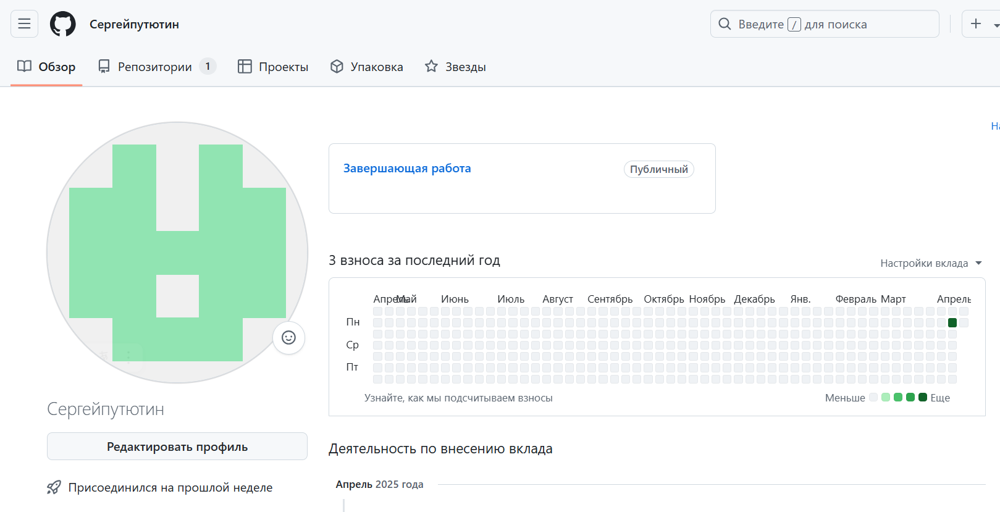 Сергейпутютин
Введите / для поиска
Обзор
Репозитории 1
Проекты
Упаковка
Звезды
Завершающая работа
Публичный
3 взноса за последний год
Настройки вклада
Апрель Май Июнь Июль Август Сентябрь Октябрь Ноябрь Декабрь Янв. Февраль Март Апрель
Пн
Ср
Пт
Узнайте, как мы подсчитываем взносы
Меньше Еще
Сергейпутютин
Редактировать профиль
Присоединился на прошлой неделе
Деятельность по внесению вклада
Апрель 2025 года